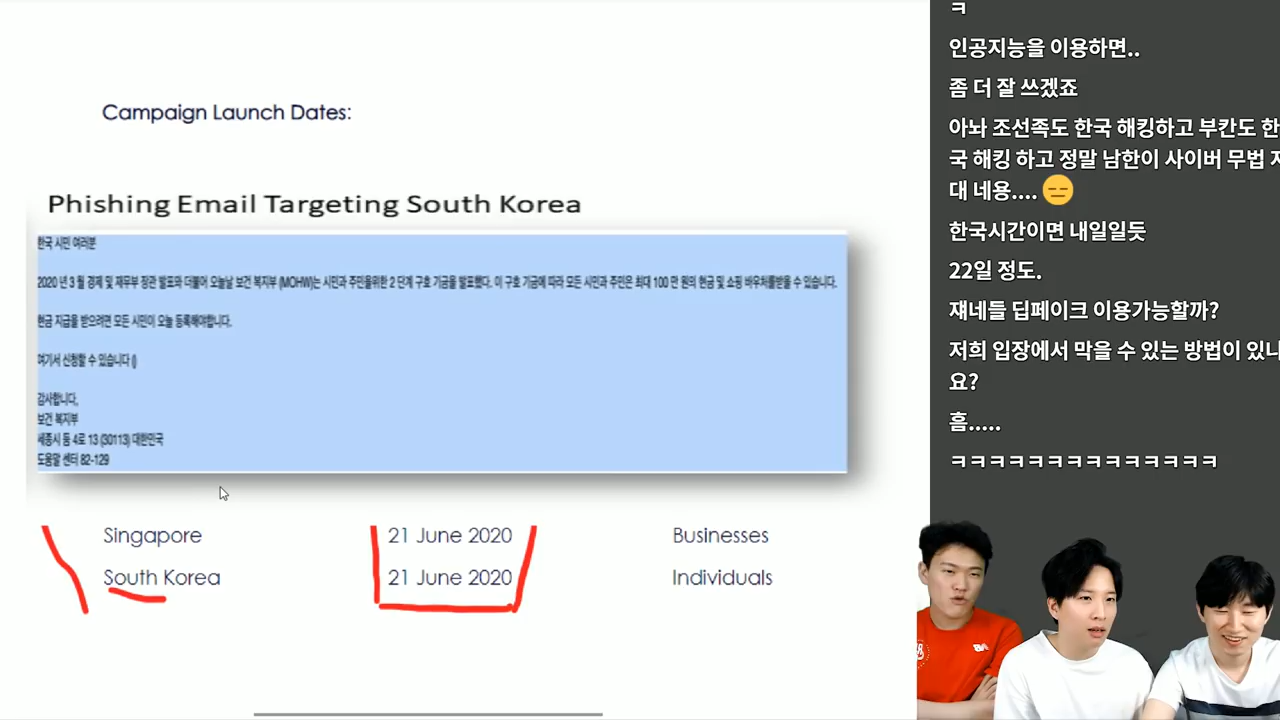 Campaign Launch Dates:
Phishing Email Targeting South Korea
한국 시민 여러분
2020 년 3 월 경제 및 재무부 장관 발표와 더불어 오늘날 보건 복지부 (MOHW)는 시민과 주민을위한 2 단계 구호 기금을 발표했다. 이 구호 기금에 따라 모든 시민과 주민은 최대 100 만 원의 현금 및 쇼핑 바우처를받을 수 있습니다.
현금 지급을 받으려면 모든 시민이 오늘 등록해야합니다.
여기서 신청할 수 있습니다 ()
감사합니다,
보건 복지부
세종시 둠 4로 13 (30113) 대한민국
도움말 센터 82-129
Singapore 21 June 2020 Businesses
South Korea 21 June 2020 Individuals
ㅋ
인공지능을 이용하면..
좀 더 잘 쓰겠죠
아놔 조선족도 한국 해킹하고 부칸도 한
국 해킹 하고 정말 남한이 사이버 무법 지
대 네용....
한국시간이면 내일일듯
22일 정도.
쟤네들 딥페이크 이용가능할까?
저희 입장에서 막을 수 있는 방법이 있나
요?
흠.....
ㅋㅋㅋㅋㅋㅋㅋㅋㅋㅋㅋㅋㅋㅋ